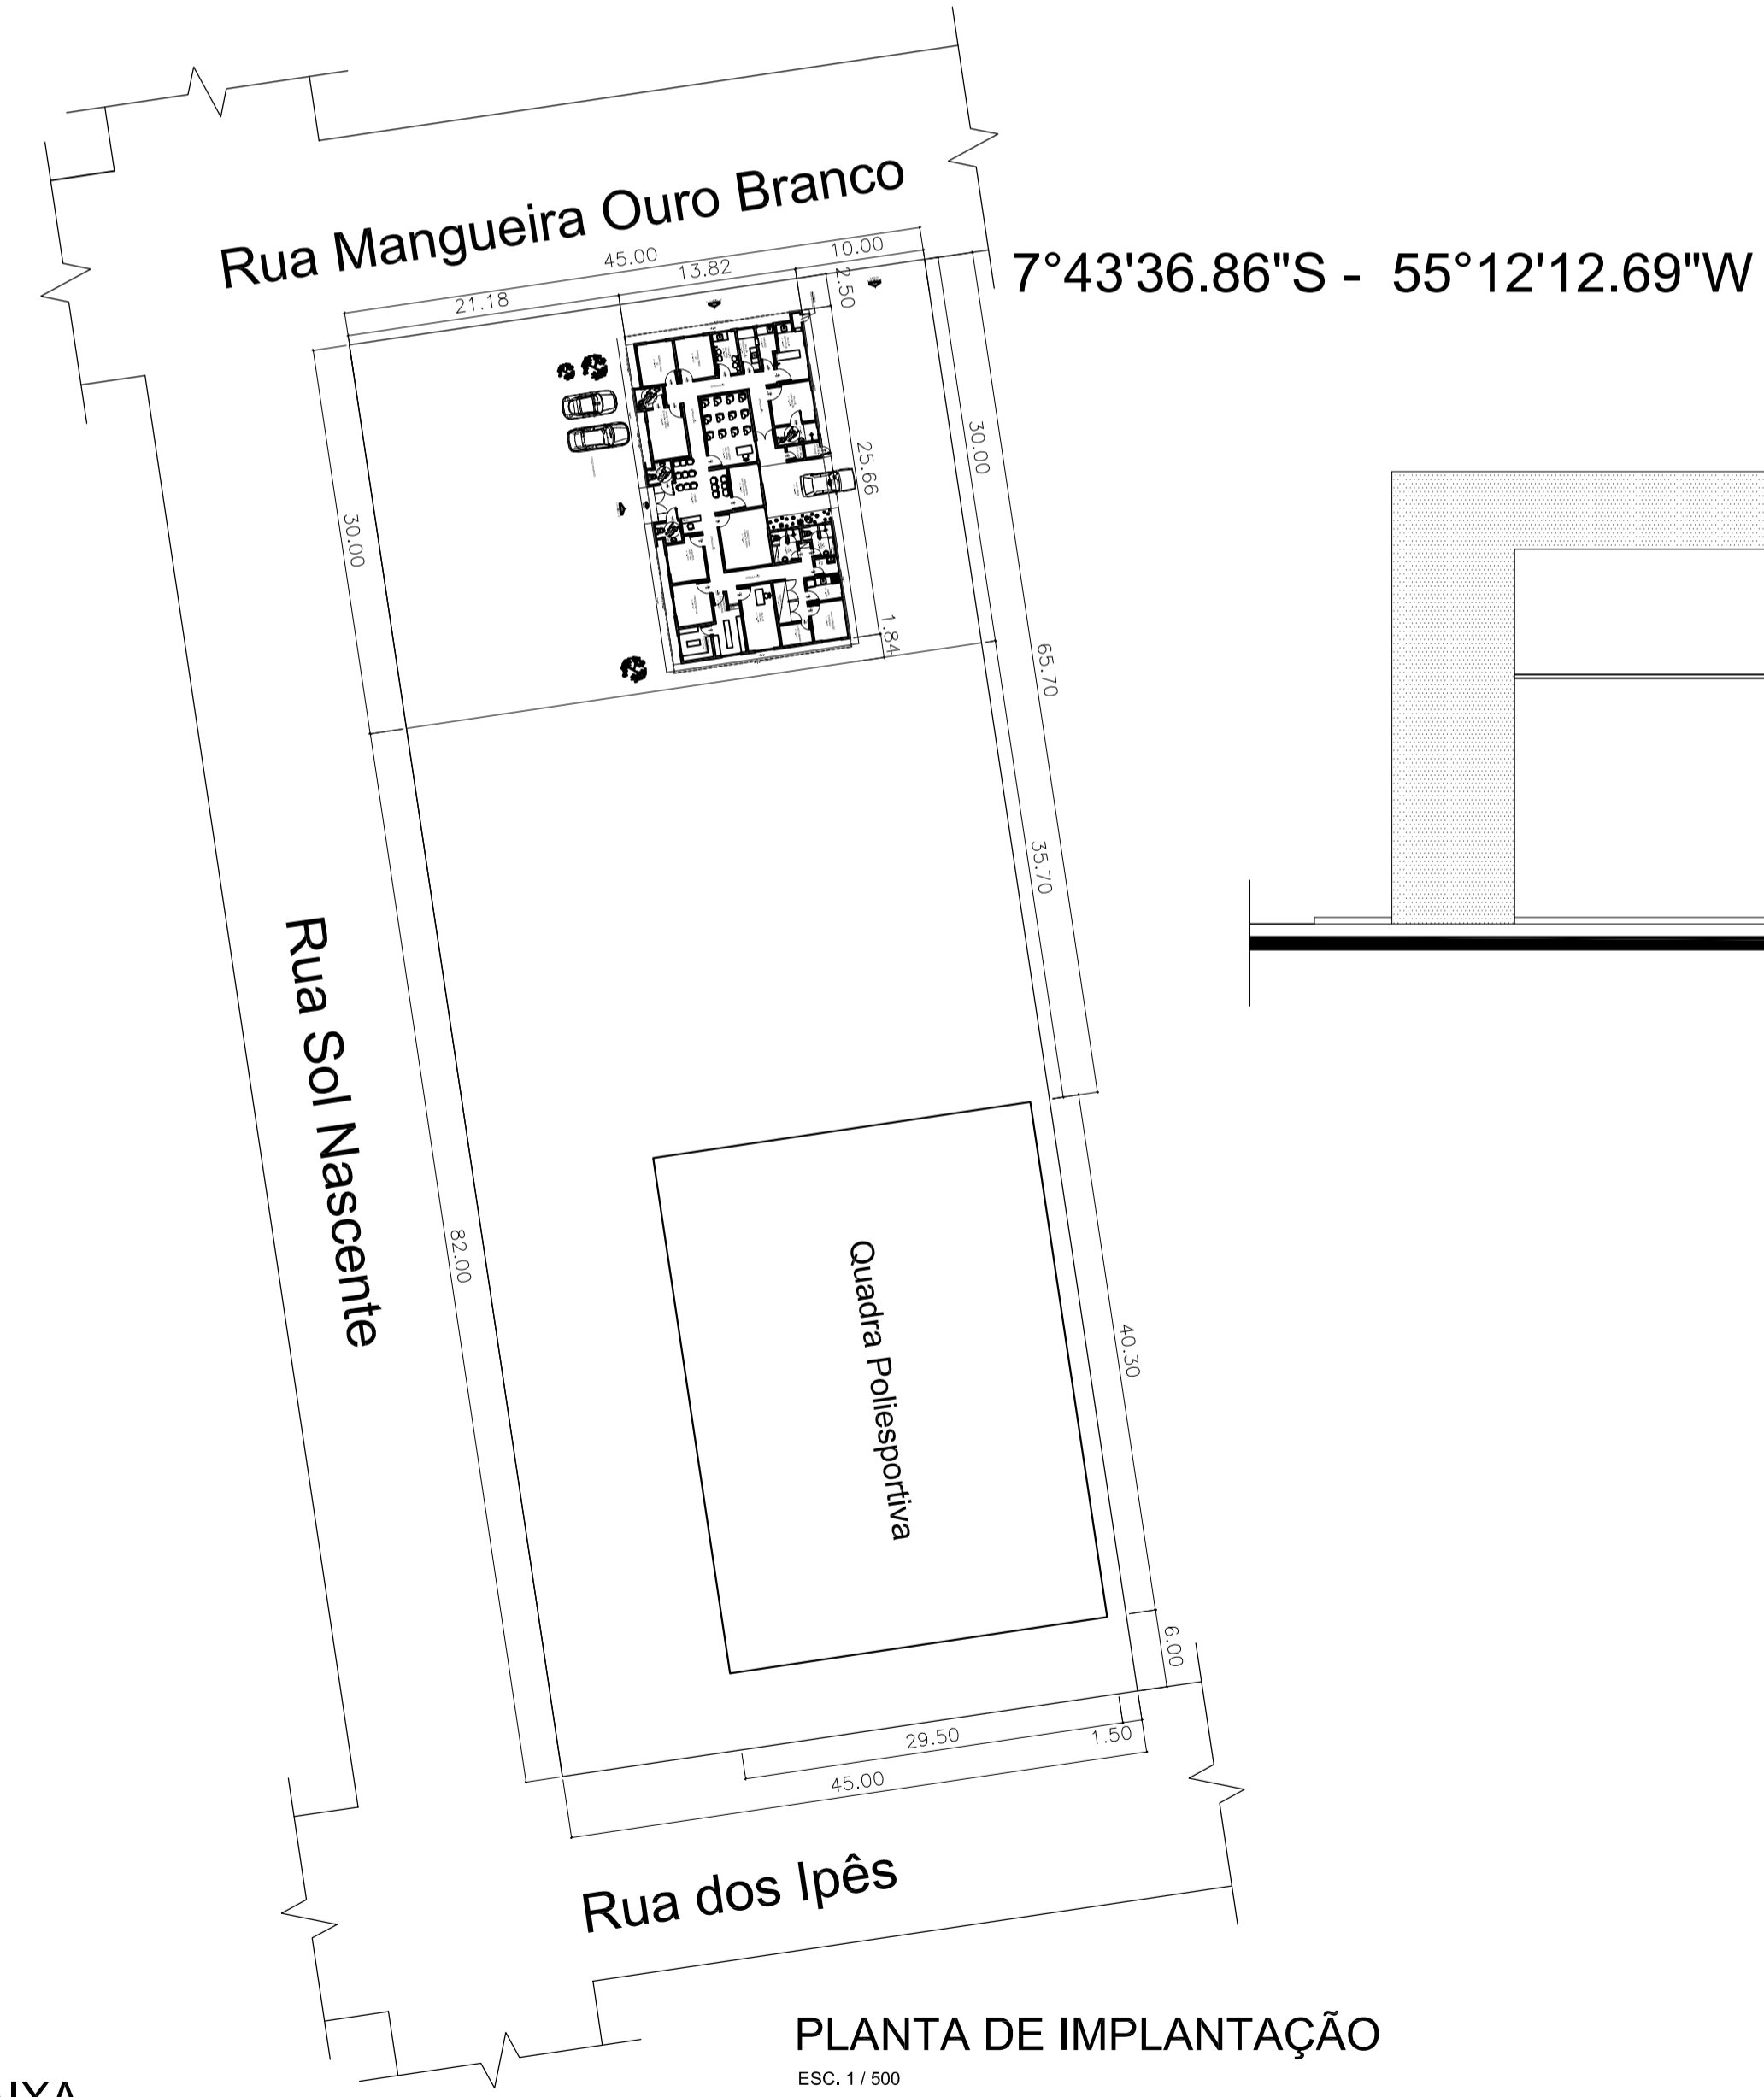 Rua Mangueira Ouro Branco
7°43'36.86"S - 55°12'12.69"W
45.00
10.00
13.82
21.18
2.50
30.00
25.66
30.00
1.84
65.70
35.70
Rua Sol Nascente
82.00
Quadra Poliesportiva
40.30
6.00
29.50
1.50
45.00
Rua dos Ipês
PLANTA DE IMPLANTAÇÃO
ESC. 1 / 500